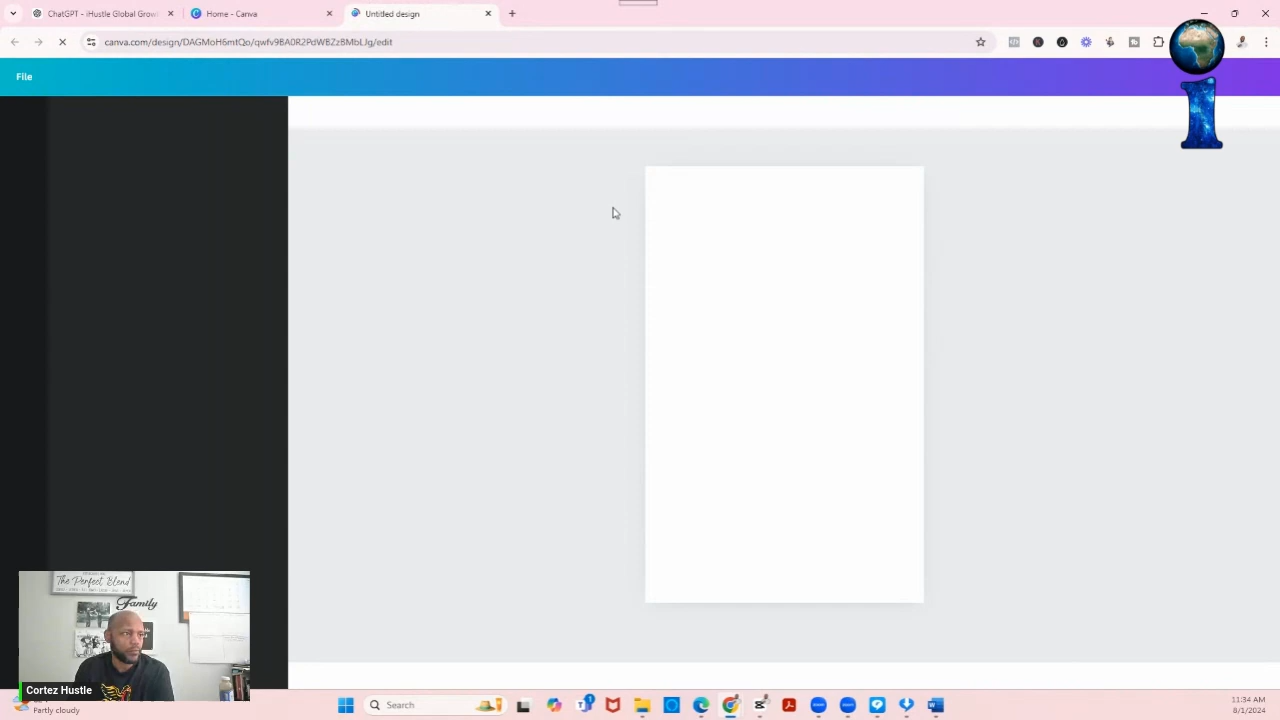 ChatGPT - iHustle Global Grow
Home - Canva
Untitled design
canva.com/design/DAGMoH6mtQo/qwfv9BA0R2PdWBZzBMbLJg/edit
File
The Perfect Blend
Family
Cortez Hustle
Partly cloudy
Search
11:34 AM
8/1/2024